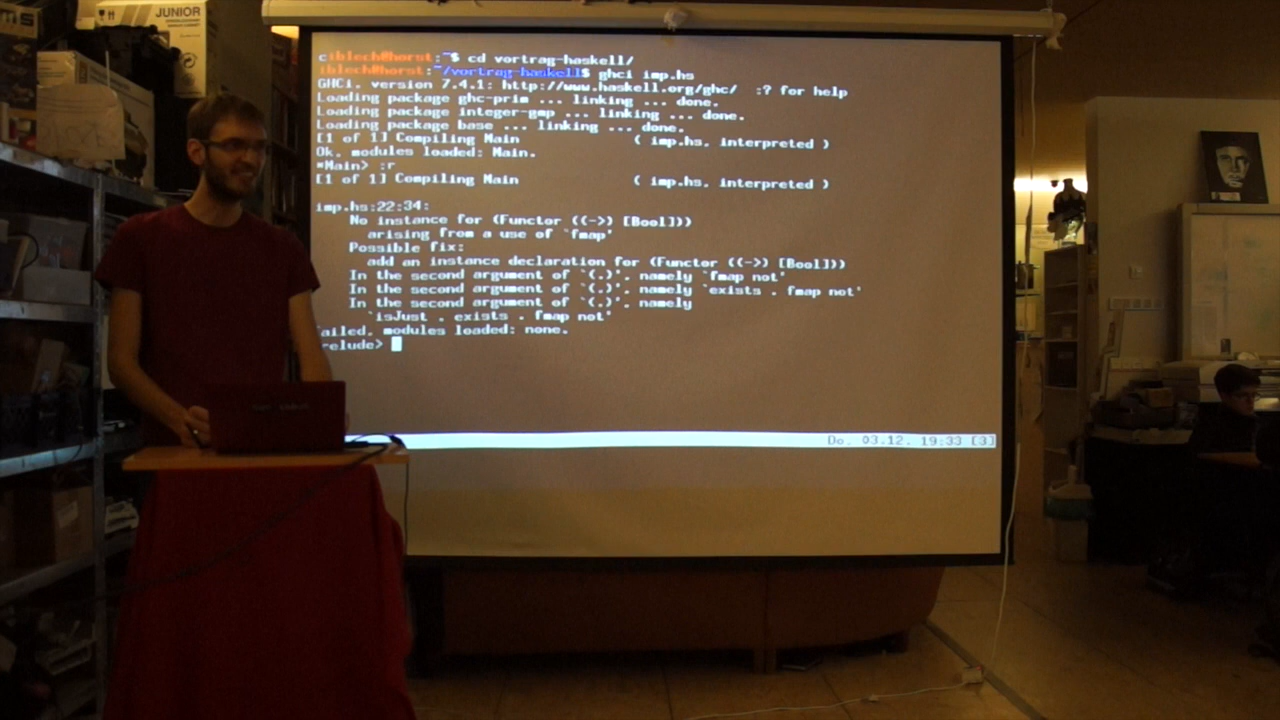 JUNIOR
ciblech@horst:~$ cd vortrag-haskell/
iblech@horst:~/vortrag-haskell$ ghci imp.hs
GHCi, version 7.4.1: http://www.haskell.org/ghc/  :? for help
Loading package ghc-prim ... linking ... done.
Loading package integer-gmp ... linking ... done.
Loading package base ... linking ... done.
[1 of 1] Compiling Main             ( imp.hs, interpreted )
Ok, modules loaded: Main.
*Main> :r
[1 of 1] Compiling Main             ( imp.hs, interpreted )
imp.hs:22:34:
No instance for (Functor ((->) [Bool]))
arising from a use of `fmap'
Possible fix:
add an instance declaration for (Functor ((->) [Bool]))
In the second argument of `(.)', namely `fmap not'
In the second argument of `(.)', namely `exists . fmap not'
In the second argument of `(.)', namely
`isJust . exists . fmap not'
ailed, modules loaded: none.
relude>
Do. 03.12. 19:33 [3]